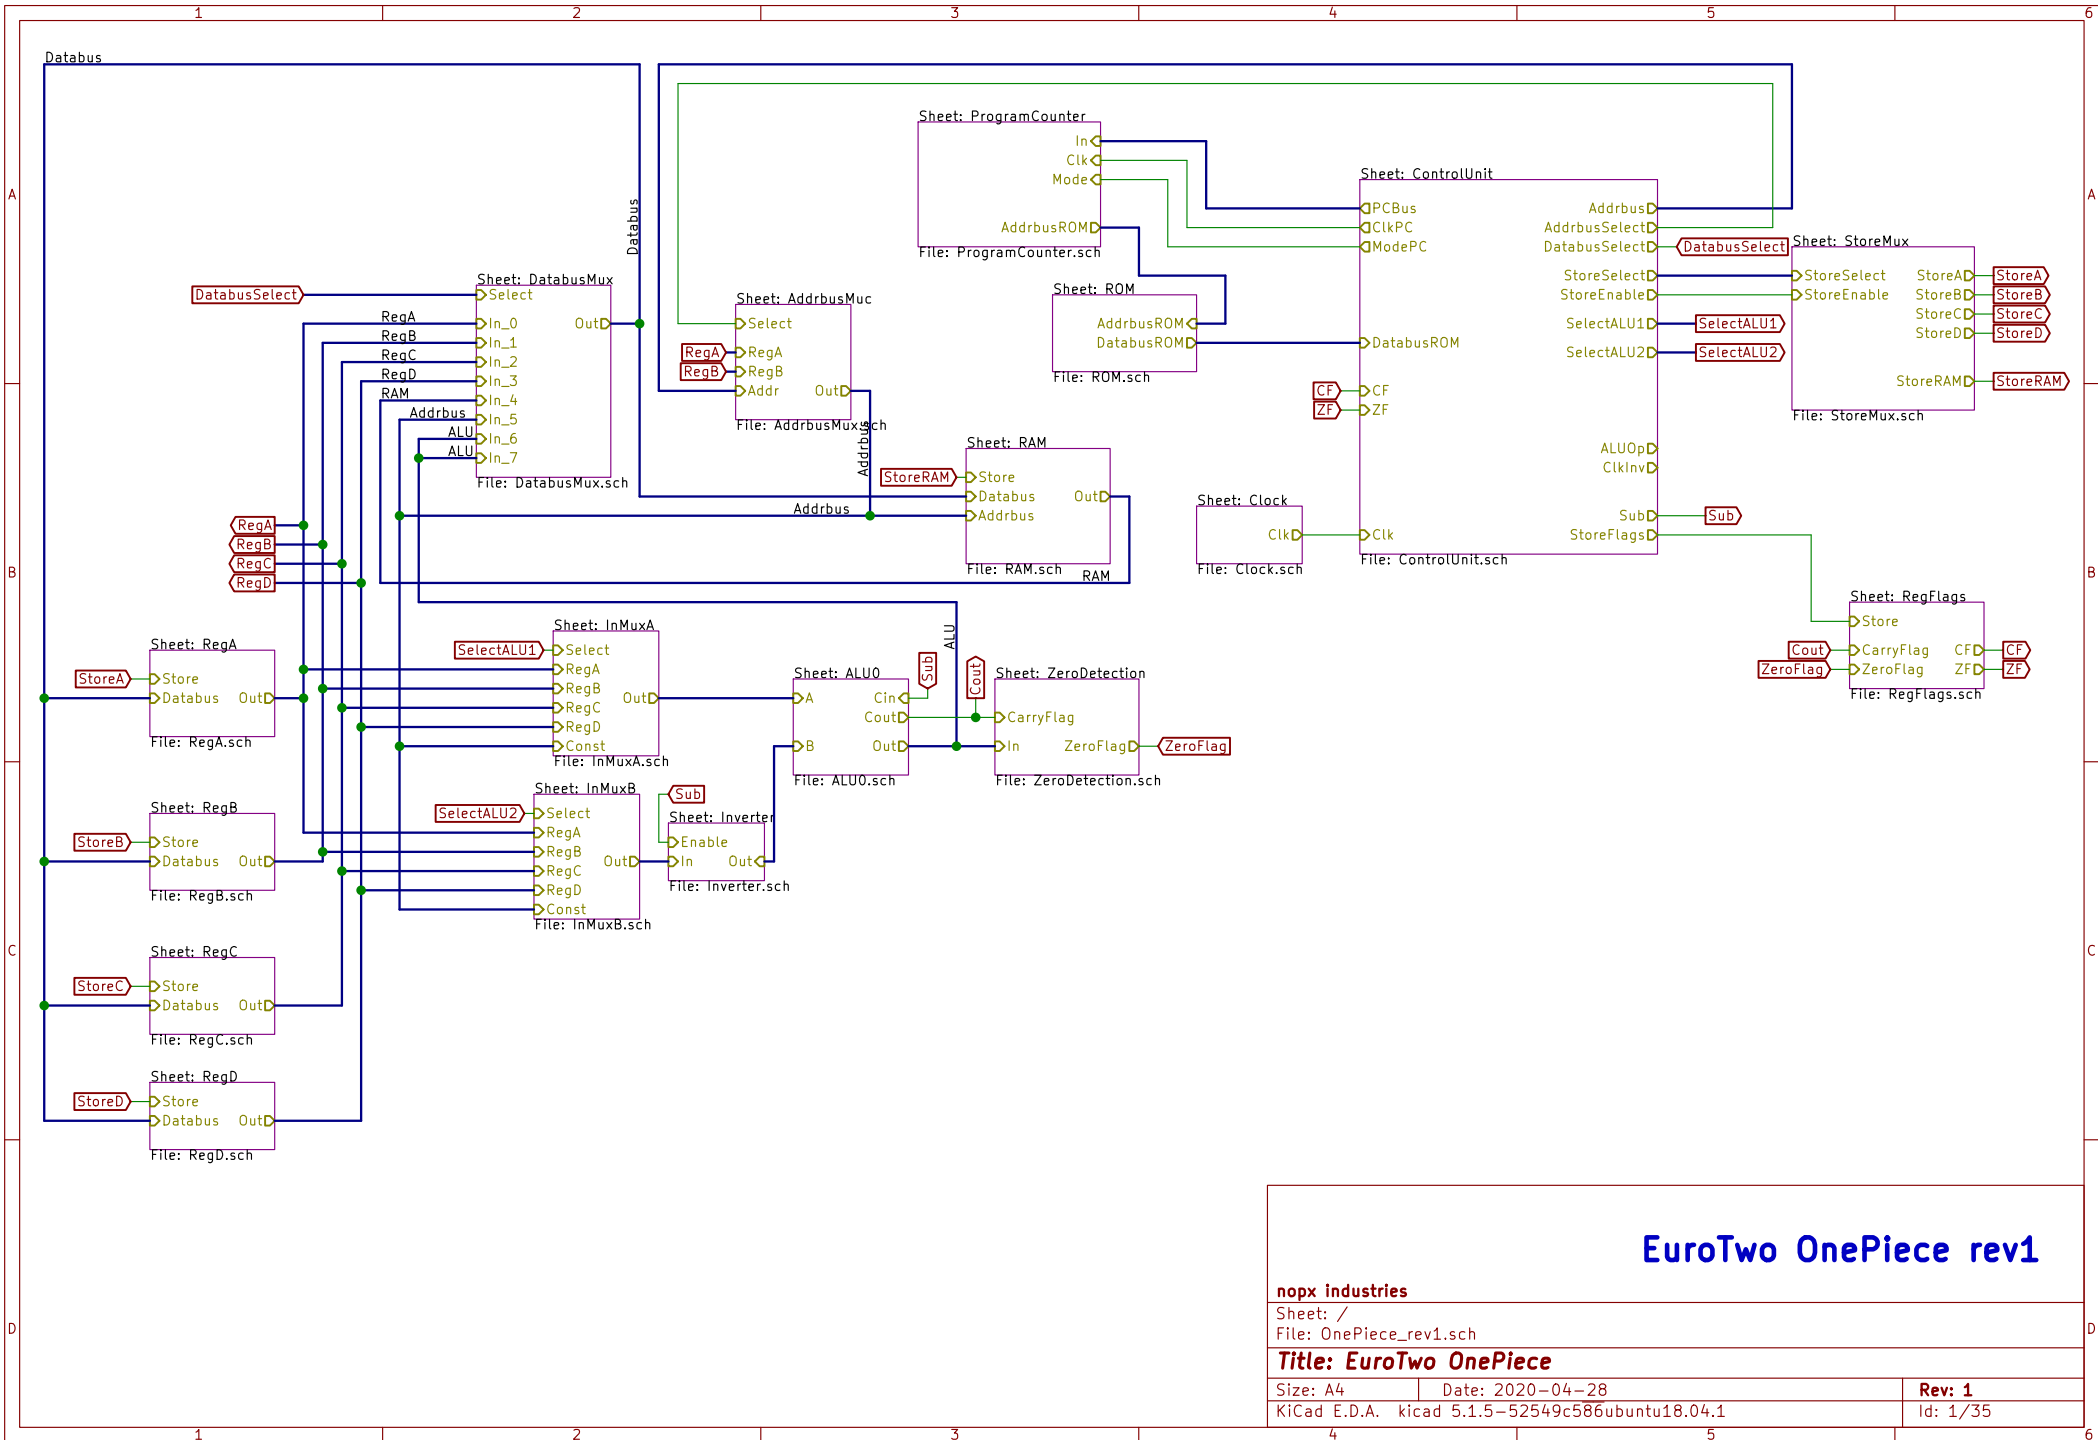 1 2 3 4 5 6
A
B
C
D
A
B
C
D
1 2 3 4 5 6
Databus
Databus
DatabusSelect
Sheet: DatabusMux
Select
RegA In_0 Out
RegB In_1
RegC In_2
RegD In_3
RAM In_4
Addrbus In_5
ALU In_6
ALU In_7
File: DatabusMux.sch
Sheet: AddrbusMuc
Select
RegA RegA
RegB RegB
Addr Out
File: AddrbusMux.sch
Addrbus
Addrbus
Sheet: ProgramCounter
In
Clk
Mode
AddrbusROM
File: ProgramCounter.sch
Sheet: ROM
AddrbusROM
DatabusROM
File: ROM.sch
Sheet: RAM
StoreRAM Store
Databus Out
Addrbus
File: RAM.sch
RAM
Sheet: Clock
Clk
File: Clock.sch
Sheet: ControlUnit
PCBus Addrbus
ClkPC AddrbusSelect
ModePC DatabusSelect DatabusSelect
StoreSelect
StoreEnable
SelectALU1 SelectALU1
DatabusROM SelectALU2 SelectALU2
CF CF
ZF ZF
ALUOp
ClkInv
Sub Sub
Clk StoreFlags
File: ControlUnit.sch
Sheet: StoreMux
StoreSelect StoreA StoreA
StoreEnable StoreB StoreB
StoreC StoreC
StoreD StoreD
StoreRAM StoreRAM
File: StoreMux.sch
Sheet: RegFlags
Store
Cout CarryFlag CF CF
ZeroFlag ZeroFlag ZF ZF
File: RegFlags.sch
RegA
RegB
RegC
RegD
Sheet: RegA
StoreA Store
Databus Out
File: RegA.sch
Sheet: RegB
StoreB Store
Databus Out
File: RegB.sch
Sheet: RegC
StoreC Store
Databus Out
File: RegC.sch
Sheet: RegD
StoreD Store
Databus Out
File: RegD.sch
Sheet: InMuxA
SelectALU1 Select
RegA
RegB Out
RegC
RegD
Const
File: InMuxA.sch
Sheet: InMuxB
SelectALU2 Select
RegA
RegB Out
RegC
RegD
Const
File: InMuxB.sch
Sub
Sheet: Inverter
Enable
In Out
File: Inverter.sch
Sheet: ALU0
A Cin
Cout
B Out
File: ALU0.sch
Sub
ALU
Cout
Sheet: ZeroDetection
CarryFlag
In ZeroFlag ZeroFlag
File: ZeroDetection.sch
EuroTwo OnePiece rev1
nopx industries
Sheet: /
File: OnePiece_rev1.sch
Title: EuroTwo OnePiece
Size: A4 Date: 2020-04-28 Rev: 1
KiCad E.D.A. kicad 5.1.5-52549c586ubuntu18.04.1 Id: 1/35